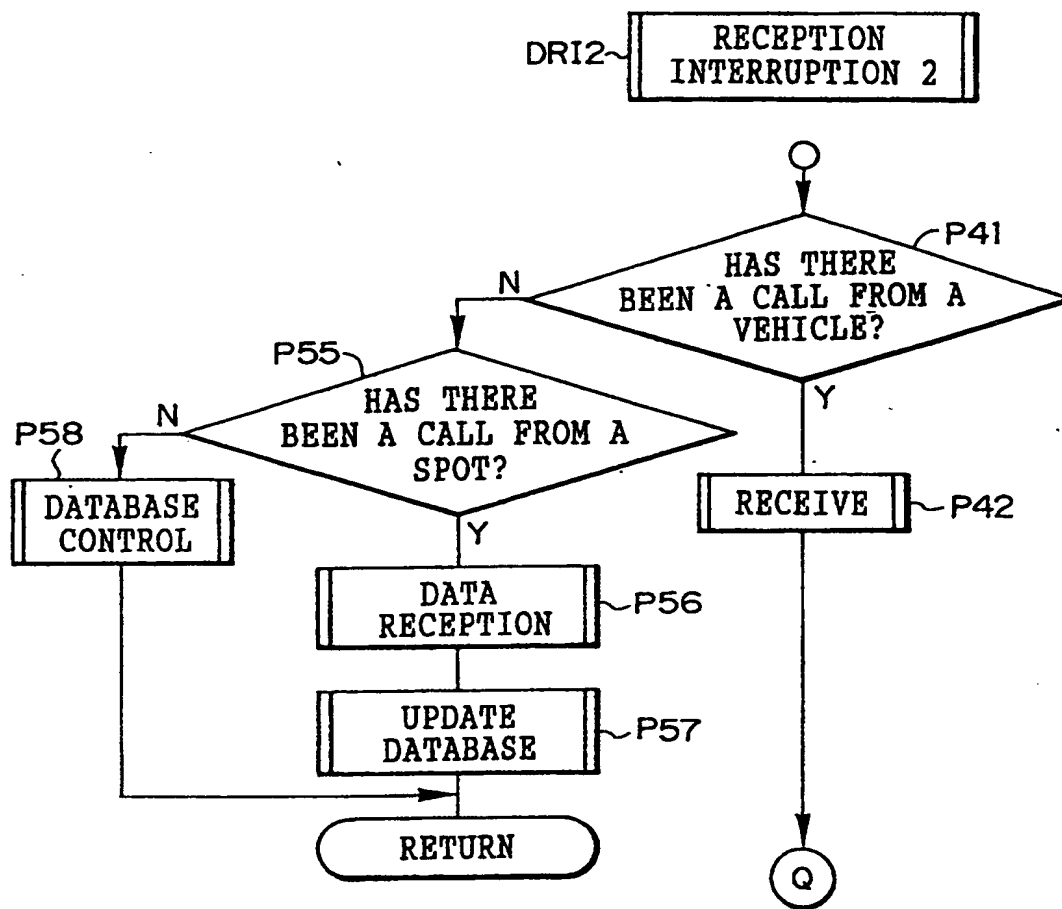 DRI2
RECEPTION
INTERRUPTION 2
P41
HAS THERE
BEEN A CALL FROM A
VEHICLE?
N
Y
P55
HAS THERE
BEEN A CALL FROM A
SPOT?
N
Y
P58
DATABASE
CONTROL
RECEIVE
P42
DATA
RECEPTION
P56
UPDATE
DATABASE
P57
RETURN
Q